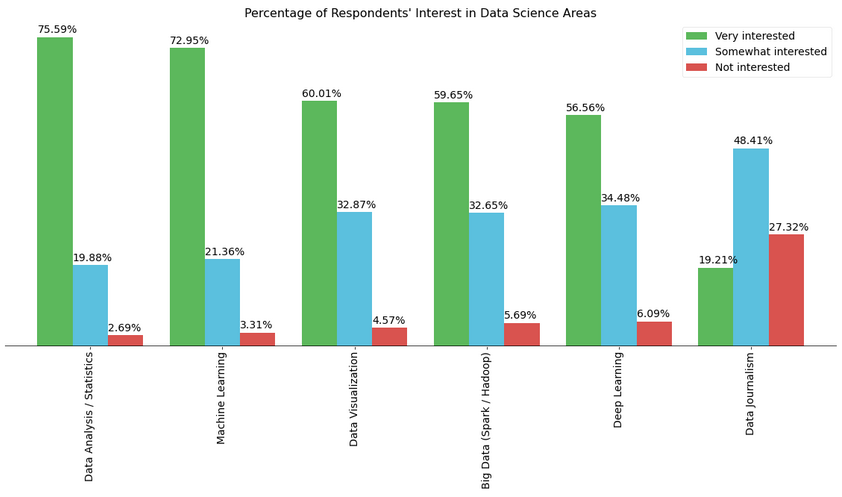 Percentage of Respondents' Interest in Data Science Areas
Very interested
Somewhat interested
Not interested
75.59%
19.88%
2.69%
72.95%
21.36%
3.31%
60.01%
32.87%
4.57%
59.65%
32.65%
5.69%
56.56%
34.48%
6.09%
19.21%
48.41%
27.32%
Data Analysis / Statistics
Machine Learning
Data Visualization
Big Data (Spark / Hadoop)
Deep Learning
Data Journalism